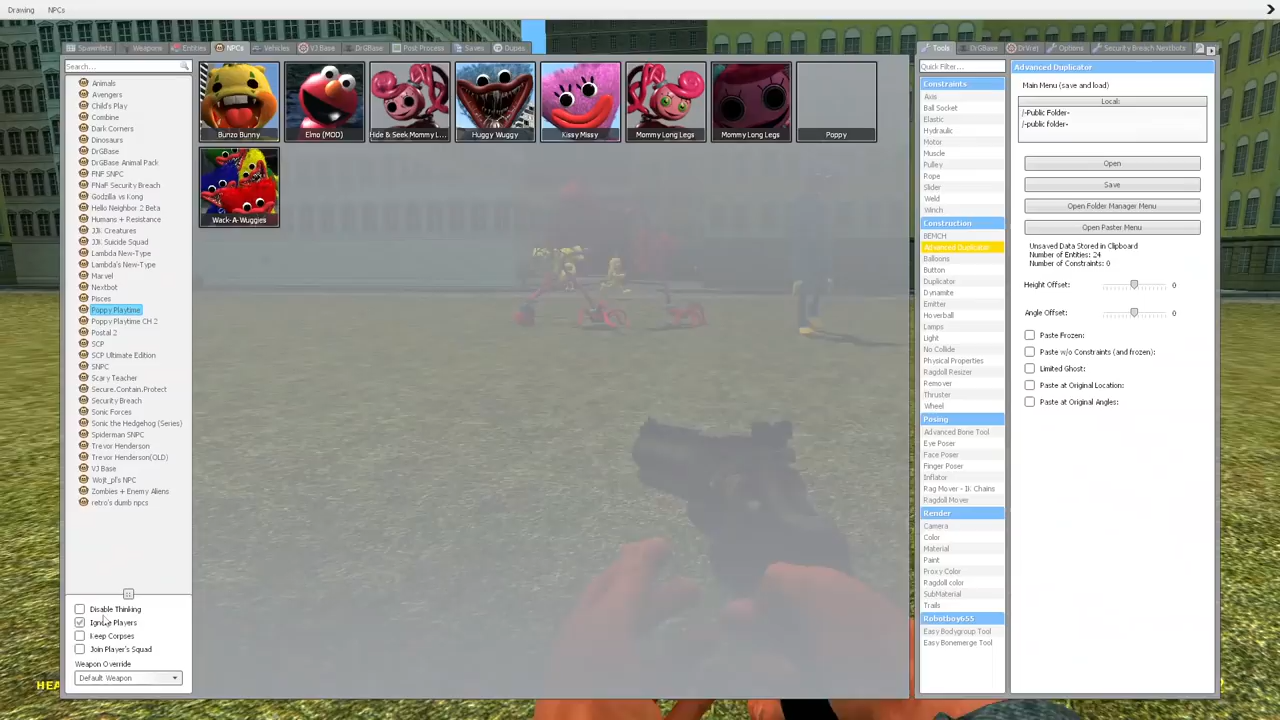 Drawing NPCs
Spawnlists Weapons Entities NPCs Vehicles VJ Base DrGBase Post Process Saves Dupes
Tools DrGBase DrVrej Options Security Breach Nextbots
Search...
Animals
Avengers
Child's Play
Combine
Dark Corners
Dinosaurs
DrGBase
DrGBase Animal Pack
FNF SNPC
FNaF Security Breach
Godzilla vs Kong
Hello Neighbor 2 Beta
Humans + Resistance
JJK Creatures
JJK Suicide Squad
Lambda New-Type
Lambda's New-Type
Marvel
Nextbot
Pisces
Poppy Playtime
Poppy Playtime CH 2
Postal 2
SCP
SCP Ultimate Edition
SNPC
Scary Teacher
Secure.Contain.Protect
Security Breach
Sonic Forces
Sonic the Hedgehog (Series)
Spiderman SNPC
Trevor Henderson
Trevor Henderson(OLD)
VJ Base
Wojt_pl's NPC
Zombies + Enemy Aliens
retro's dumb npcs
Disable Thinking
Ignore Players
Keep Corpses
Join Player's Squad
Weapon Override
Default Weapon
Bunzo Bunny
Elmo (MOD)
Hide & Seek Mommy L...
Huggy Wuggy
Kissy Missy
Mommy Long Legs
Mommy Long Legs
Poppy
Wack-A-Wuggies
Quick Filter...
Constraints
Axis
Ball Socket
Elastic
Hydraulic
Motor
Muscle
Pulley
Rope
Slider
Weld
Winch
Construction
BEMCH
Advanced Duplicator
Balloons
Button
Duplicator
Dynamite
Emitter
Hoverball
Lamps
Light
No Collide
Physical Properties
Ragdoll Resizer
Remover
Thruster
Wheel
Posing
Advanced Bone Tool
Eye Poser
Face Poser
Finger Poser
Inflator
Rag Mover - IK Chains
Ragdoll Mover
Render
Camera
Color
Material
Paint
Proxy Color
Ragdoll color
SubMaterial
Trails
Robotboy655
Easy Bodygroup Tool
Easy Bonemerge Tool
Advanced Duplicator
Main Menu (save and load)
Local:
/-Public Folder-
/-public folder-
Open
Save
Open Folder Manager Menu
Open Paster Menu
Unsaved Data Stored in Clipboard
Number of Entities: 24
Number of Constraints: 0
Height Offset: 0
Angle Offset: 0
Paste Frozen:
Paste w/o Constraints (and frozen):
Limited Ghost:
Paste at Original Location:
Paste at Original Angles:
HEA